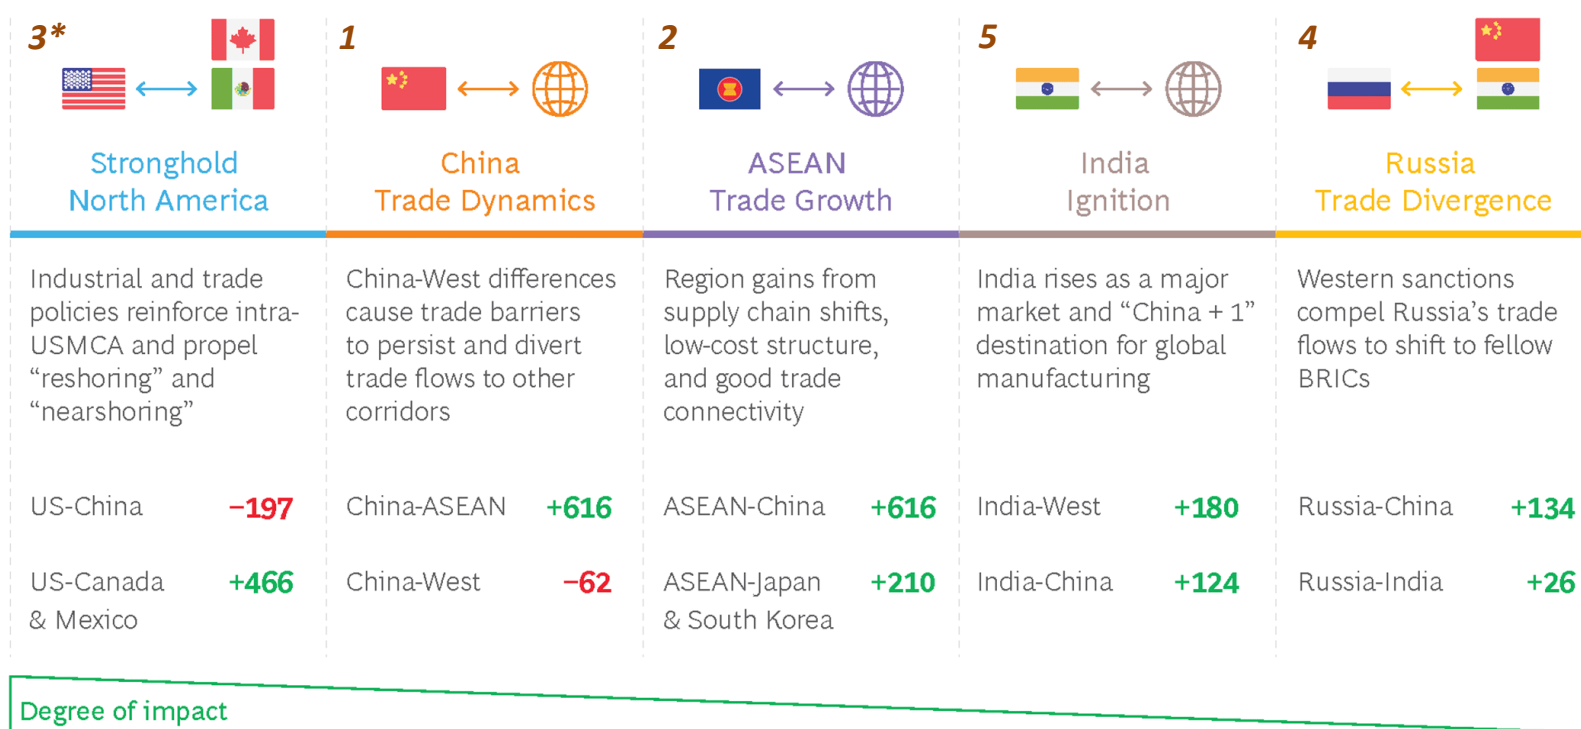 3*
Stronghold
North America
Industrial and trade
policies reinforce intra-
USMCA and propel
“reshoring” and
“nearshoring”
US-China −197
US-Canada +466
& Mexico
1
China
Trade Dynamics
China-West differences
cause trade barriers
to persist and divert
trade flows to other
corridors
China-ASEAN +616
China-West −62
2
ASEAN
Trade Growth
Region gains from
supply chain shifts,
low-cost structure,
and good trade
connectivity
ASEAN-China +616
ASEAN-Japan +210
& South Korea
5
India
Ignition
India rises as a major
market and “China + 1”
destination for global
manufacturing
India-West +180
India-China +124
4
Russia
Trade Divergence
Western sanctions
compel Russia’s trade
flows to shift to fellow
BRICs
Russia-China +134
Russia-India +26
Degree of impact